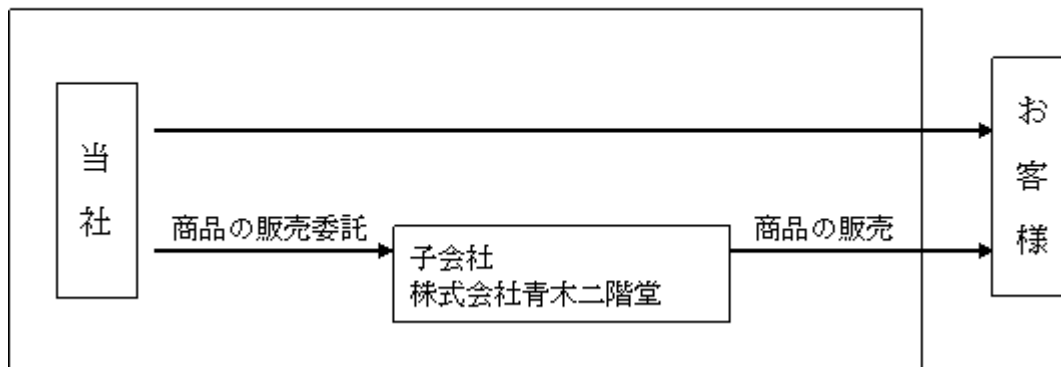 当社
お客様
商品の販売委託
商品の販売
子会社
株式会社青木二階堂